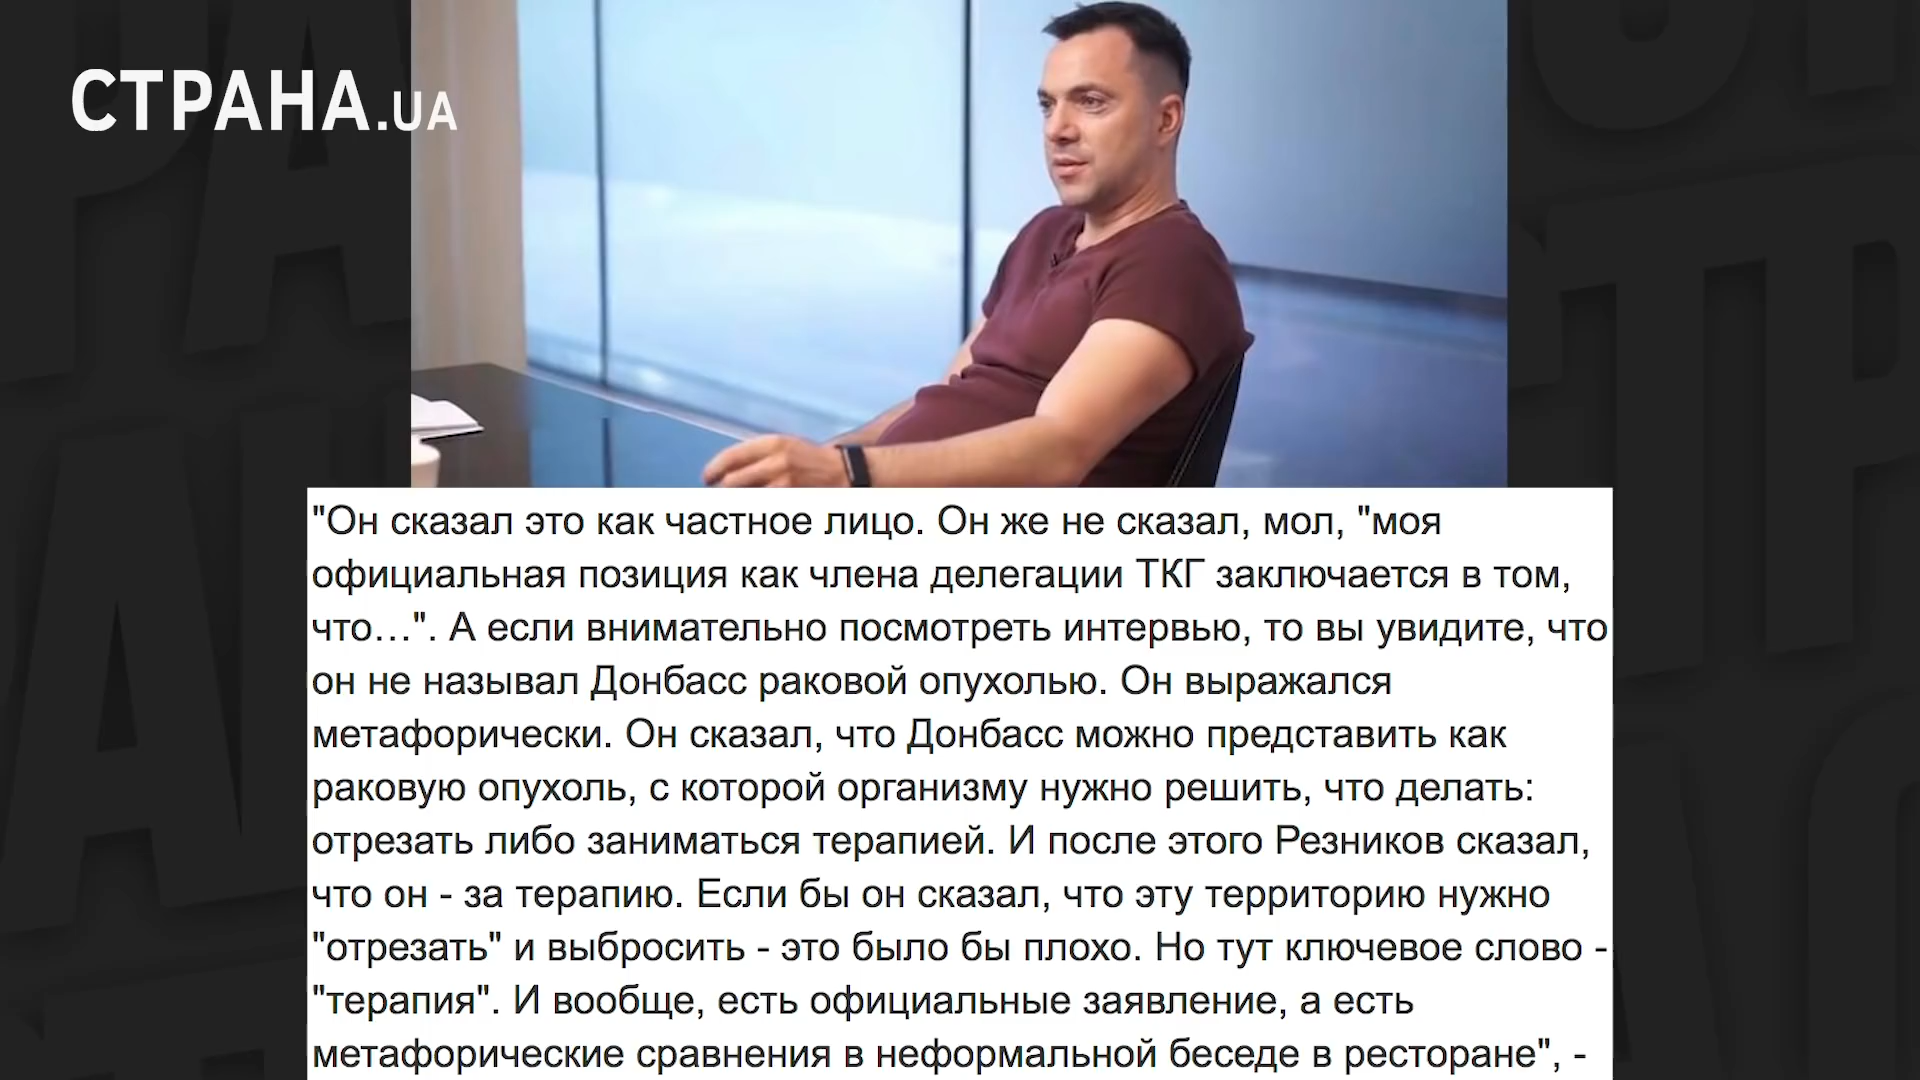 СТРАНА.UA
"Он сказал это как частное лицо. Он же не сказал, мол, "моя
официальная позиция как члена делегации ТКГ заключается в том,
что…". А если внимательно посмотреть интервью, то вы увидите, что
он не называл Донбасс раковой опухолью. Он выражался
метафорически. Он сказал, что Донбасс можно представить как
раковую опухоль, с которой организму нужно решить, что делать:
отрезать либо заниматься терапией. И после этого Резников сказал,
что он - за терапию. Если бы он сказал, что эту территорию нужно
"отрезать" и выбросить - это было бы плохо. Но тут ключевое слово -
"терапия". И вообще, есть официальные заявление, а есть
метафорические сравнения в неформальной беседе в ресторане", -